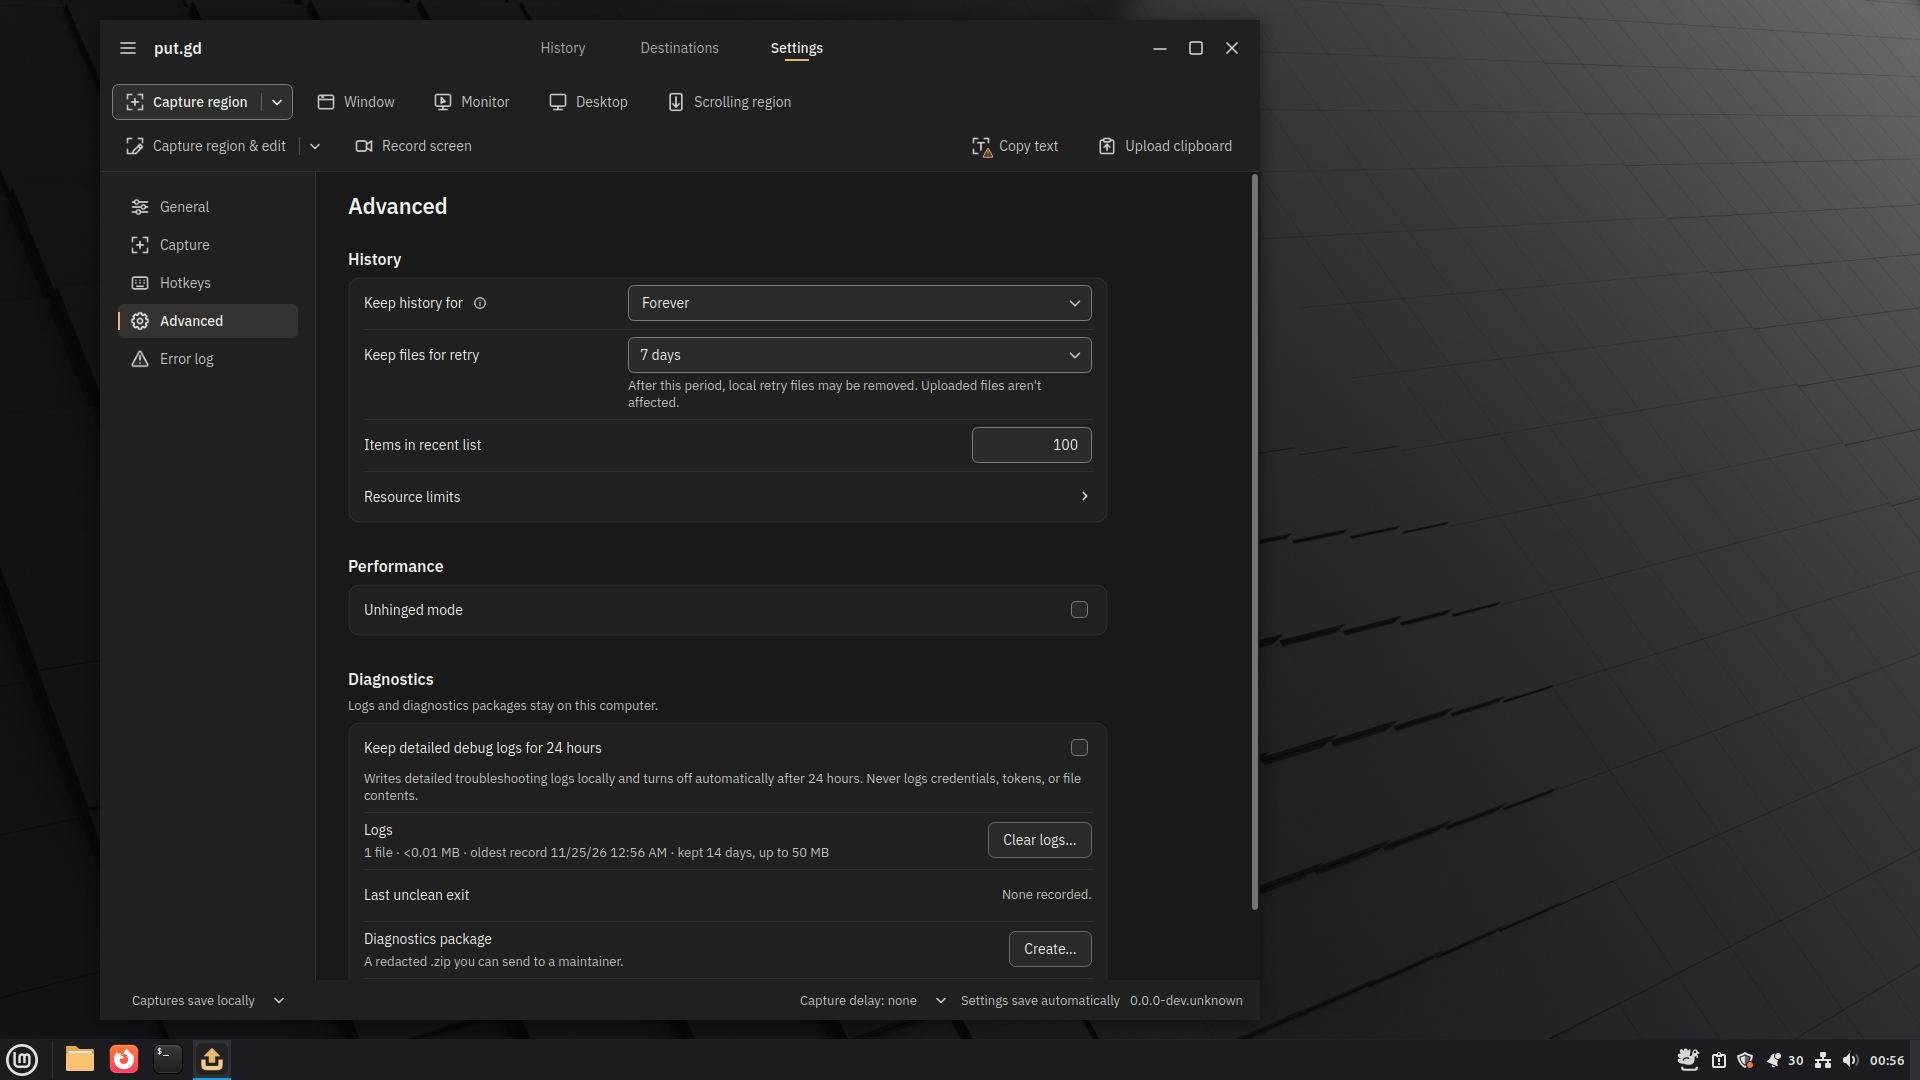 put.gd
History
Destinations
Settings
Capture region
Window
Monitor
Desktop
Scrolling region
Capture region & edit
Record screen
Copy text
Upload clipboard
General
Capture
Hotkeys
Advanced
Error log
Advanced
History
Keep history for
Forever
Keep files for retry
7 days
After this period, local retry files may be removed. Uploaded files aren't
affected.
Items in recent list
100
Resource limits
Performance
Unhinged mode
Diagnostics
Logs and diagnostics packages stay on this computer.
Keep detailed debug logs for 24 hours
Writes detailed troubleshooting logs locally and turns off automatically after 24 hours. Never logs credentials, tokens, or file
contents.
Logs
1 file · <0.01 MB · oldest record 11/25/26 12:56 AM · kept 14 days, up to 50 MB
Clear logs...
Last unclean exit
None recorded.
Diagnostics package
A redacted .zip you can send to a maintainer.
Create...
Captures save locally
Capture delay: none
Settings save automatically
0.0.0-dev.unknown
30
00:56